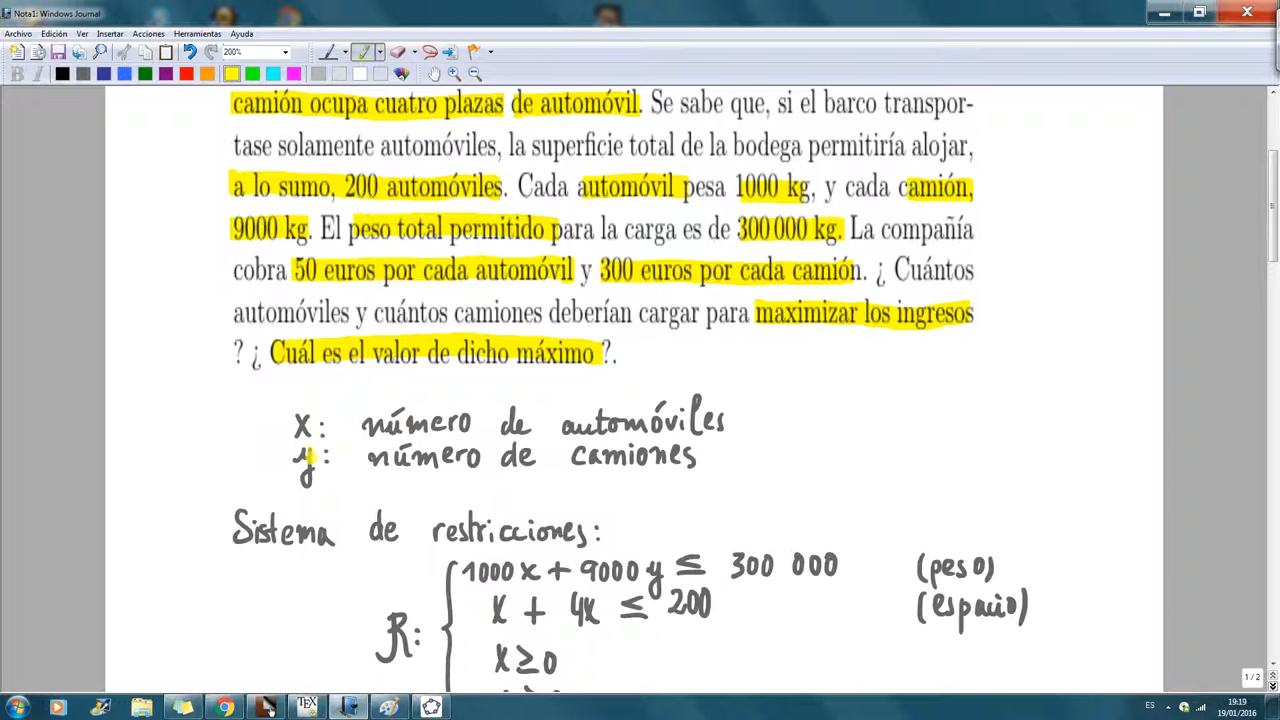 Nota1: Windows Journal
Archivo Edición Ver Insertar Acciones Herramientas Ayuda
200%
camión ocupa cuatro plazas de automóvil. Se sabe que, si el barco transpor-
tase solamente automóviles, la superficie total de la bodega permitiría alojar,
a lo sumo, 200 automóviles. Cada automóvil pesa 1000 kg, y cada camión,
9000 kg. El peso total permitido para la carga es de 300 000 kg. La compañía
cobra 50 euros por cada automóvil y 300 euros por cada camión. ¿ Cuántos
automóviles y cuántos camiones deberían cargar para maximizar los ingresos
? ¿ Cuál es el valor de dicho máximo ?.
x: número de automóviles
y: número de camiones
Sistema de restricciones:
1000x + 9000y ≤ 300 000 (peso)
x + 4x ≤ 200 (espacio)
R:
x ≥ 0
1 / 2
TEX
ES 19:19
19/01/2016